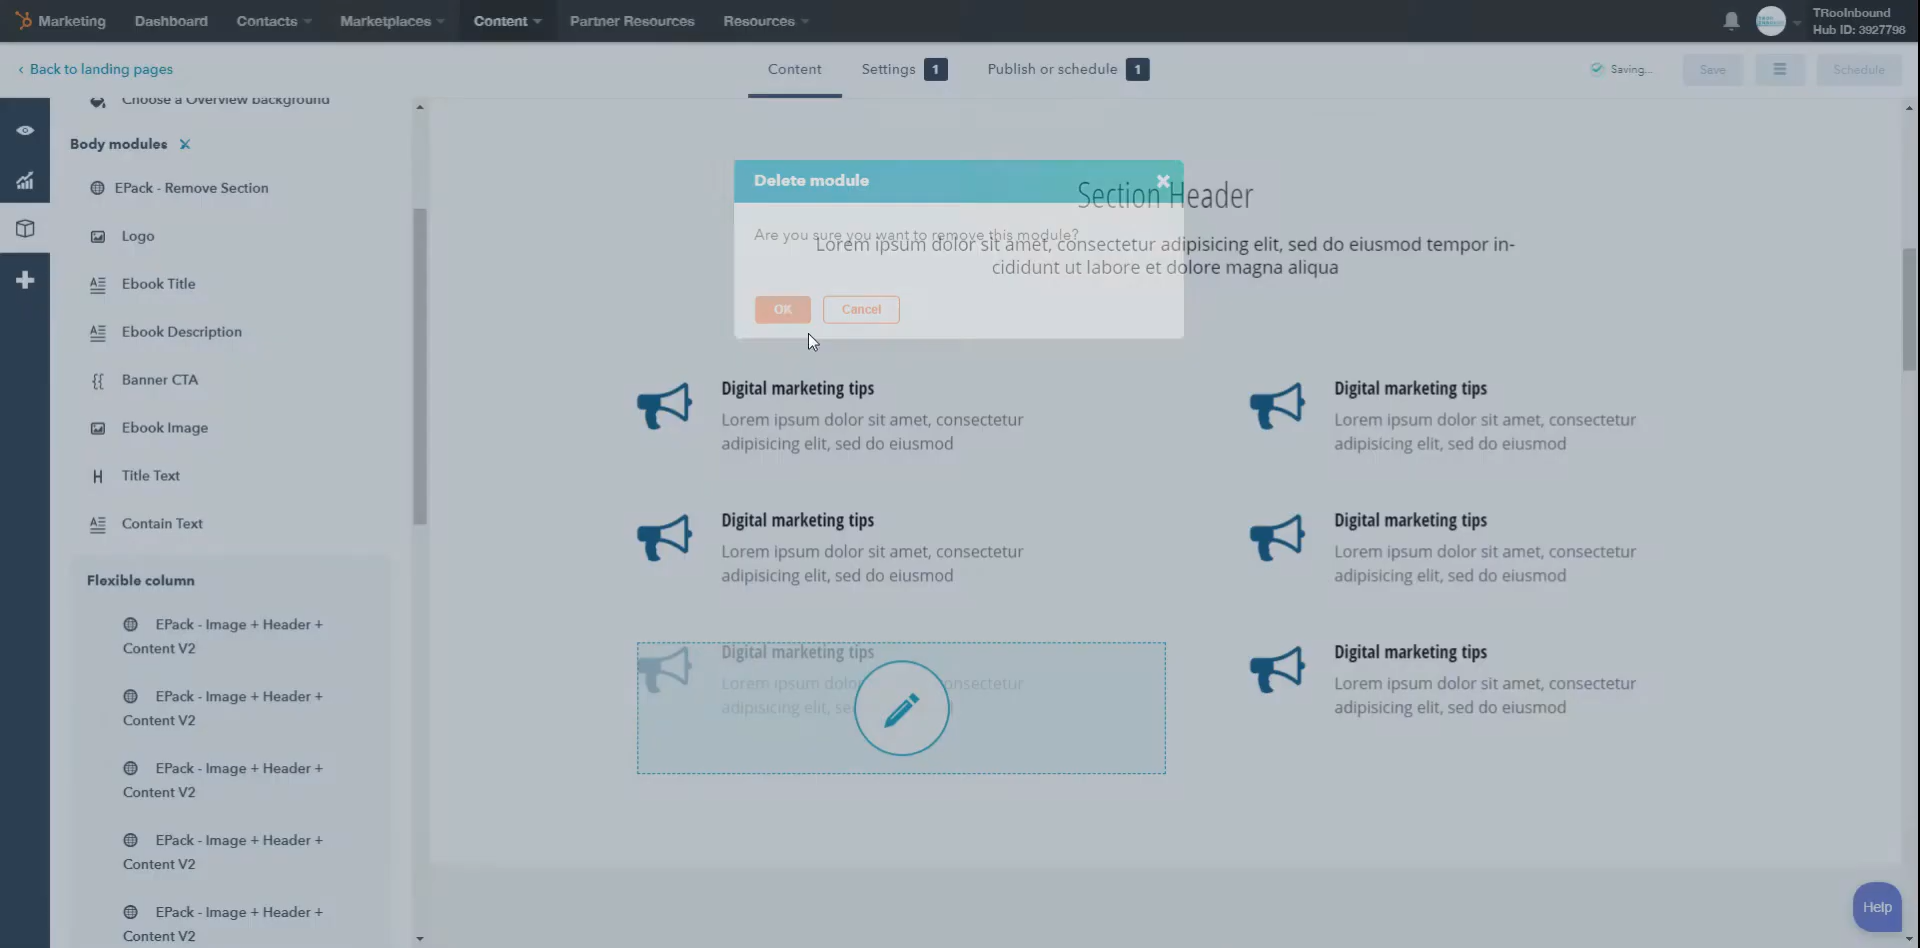 Marketing Dashboard Contacts Marketplaces Content Partner Resources Resources
TRooInbound
Hub ID: 3927798
‹ Back to landing pages
Content Settings 1 Publish or schedule 1
Saving...
Save
Schedule
Choose a Overview background
Body modules
EPack - Remove Section
Logo
Ebook Title
Ebook Description
Banner CTA
Ebook Image
Title Text
Contain Text
Flexible column
EPack - Image + Header +
Content V2
EPack - Image + Header +
Content V2
EPack - Image + Header +
Content V2
EPack - Image + Header +
Content V2
EPack - Image + Header +
Content V2
Delete module
Are you sure you want to remove this module?
OK
Cancel
Section Header
Lorem ipsum dolor sit amet, consectetur adipisicing elit, sed do eiusmod tempor in-
cididunt ut labore et dolore magna aliqua
Digital marketing tips
Lorem ipsum dolor sit amet, consectetur
adipisicing elit, sed do eiusmod
Digital marketing tips
Lorem ipsum dolor sit amet, consectetur
adipisicing elit, sed do eiusmod
Digital marketing tips
Lorem ipsum dolor sit amet, consectetur
adipisicing elit, sed do eiusmod
Digital marketing tips
Lorem ipsum dolor sit amet, consectetur
adipisicing elit, sed do eiusmod
Digital marketing tips
Lorem ipsum dolor
adipisicing elit,
Digital marketing tips
Lorem ipsum dolor sit amet, consectetur
adipisicing elit, sed do eiusmod
Help